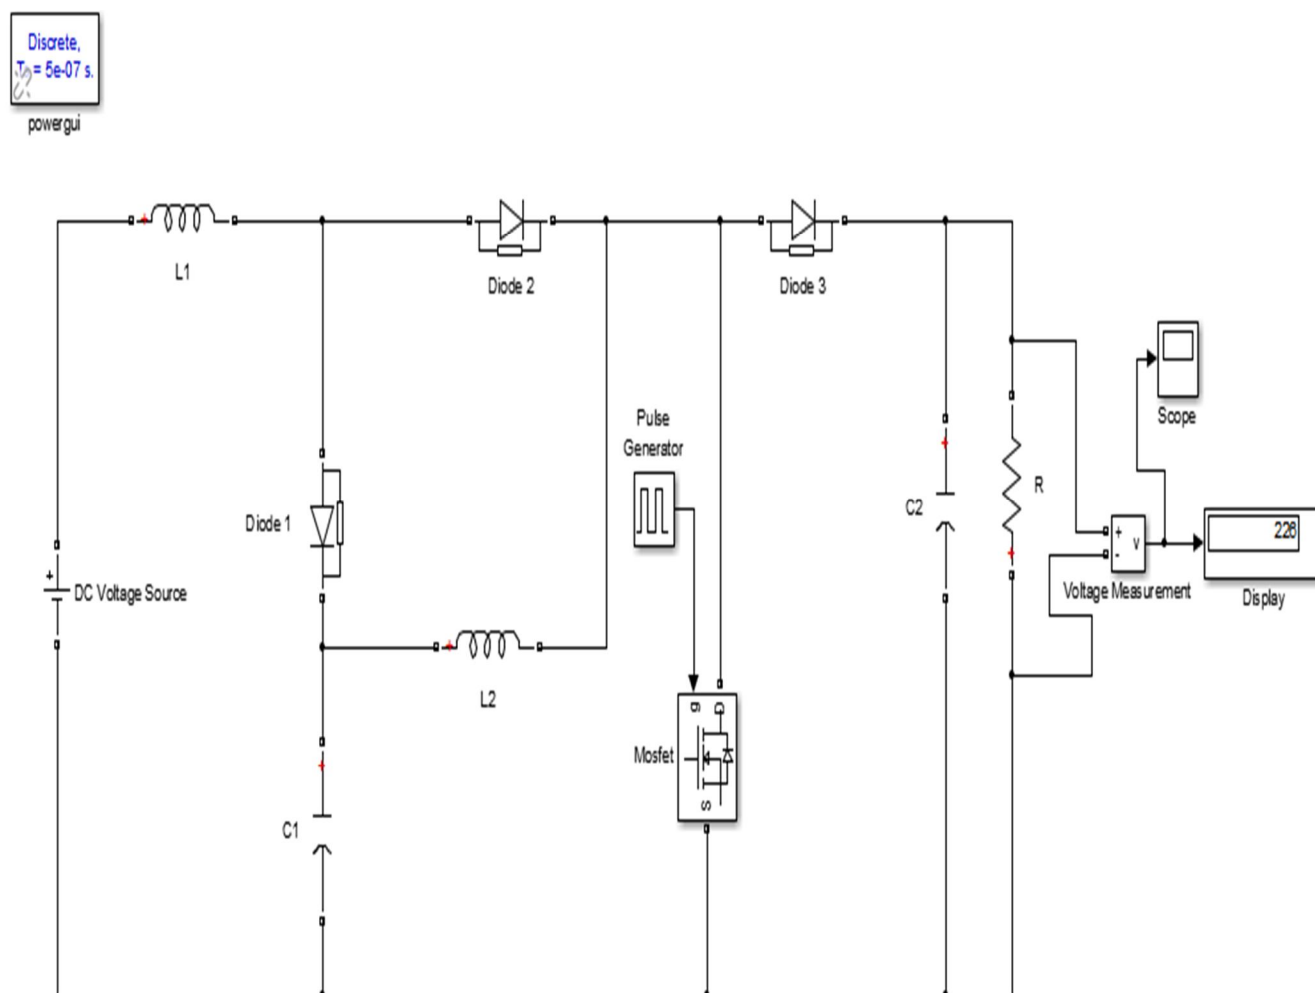 Discrete,
T = 5e-07 s.
powergui
L1
Diode 2
Diode 3
Scope
Pulse
Generator
Diode 1
C2
R
+
-
v
226
Voltage Measurement
Display
+
DC Voltage Source
L2
g
D
Mosfet
S
C1